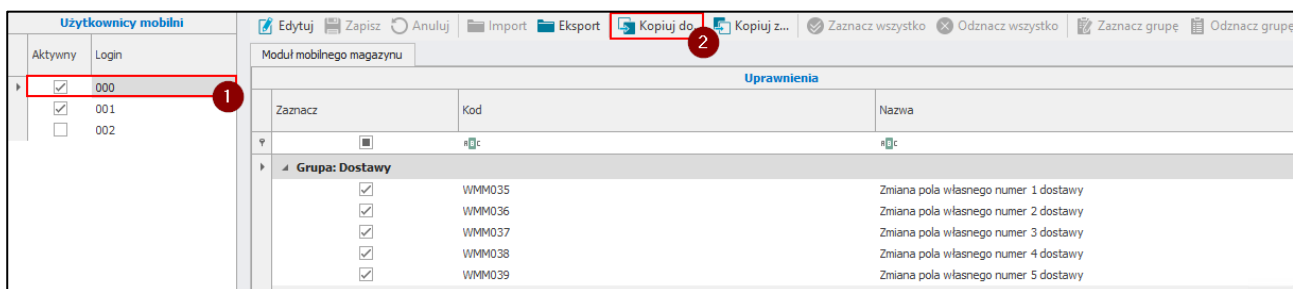 Użytkownicy mobilni
Aktywny Login
000
1
001
002
Edytuj Zapisz Anuluj Import Eksport Kopiuj do Kopiuj z... Zaznacz wszystko Odznacz wszystko Zaznacz grupę Odznacz grupę
2
Moduł mobilnego magazynu
Uprawnienia
Zaznacz Kod Nazwa
ABC ABC
Grupa: Dostawy
WMM035 Zmiana pola własnego numer 1 dostawy
WMM036 Zmiana pola własnego numer 2 dostawy
WMM037 Zmiana pola własnego numer 3 dostawy
WMM038 Zmiana pola własnego numer 4 dostawy
WMM039 Zmiana pola własnego numer 5 dostawy